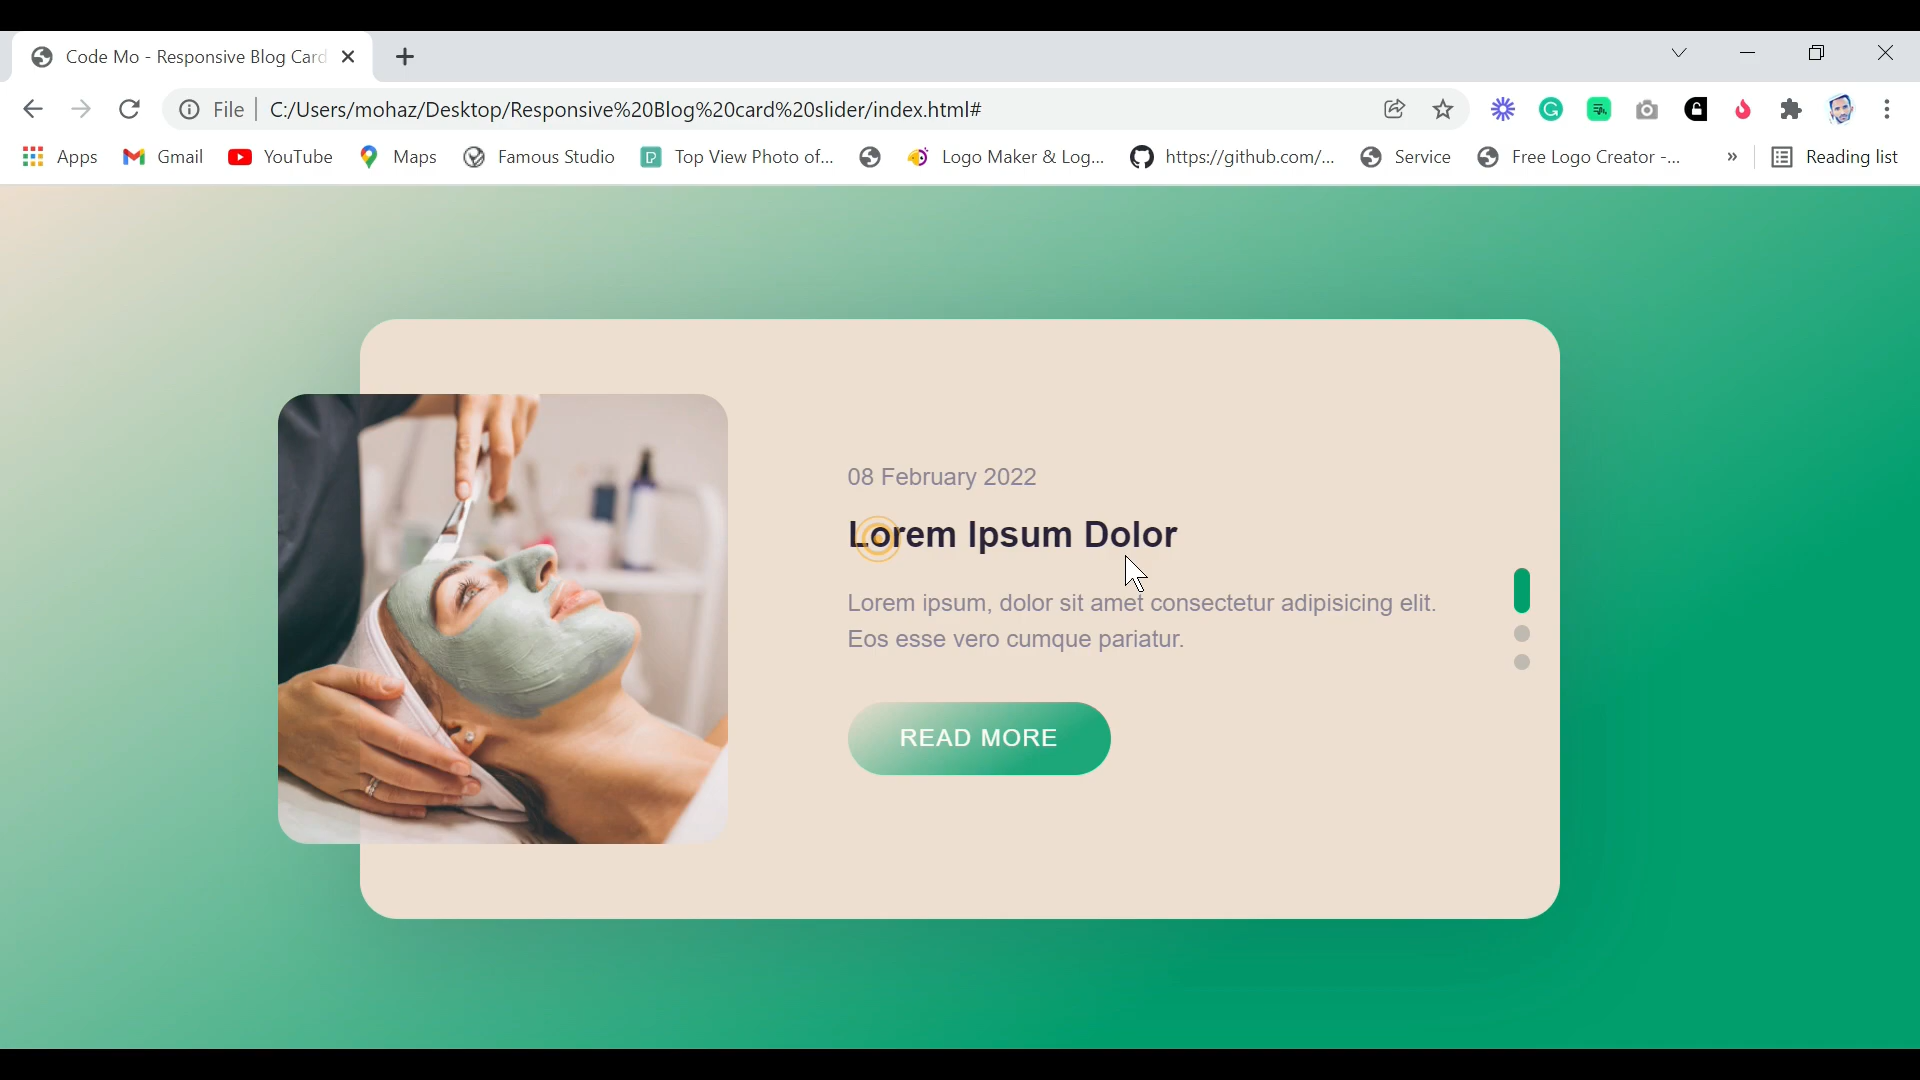 Code Mo - Responsive Blog Card
File C:/Users/mohaz/Desktop/Responsive%20Blog%20card%20slider/index.html#
Apps Gmail YouTube Maps Famous Studio Top View Photo of... Logo Maker & Log... https://github.com/... Service Free Logo Creator -... » Reading list
08 February 2022
Lorem Ipsum Dolor
Lorem ipsum, dolor sit amet consectetur adipisicing elit.
Eos esse vero cumque pariatur.
READ MORE